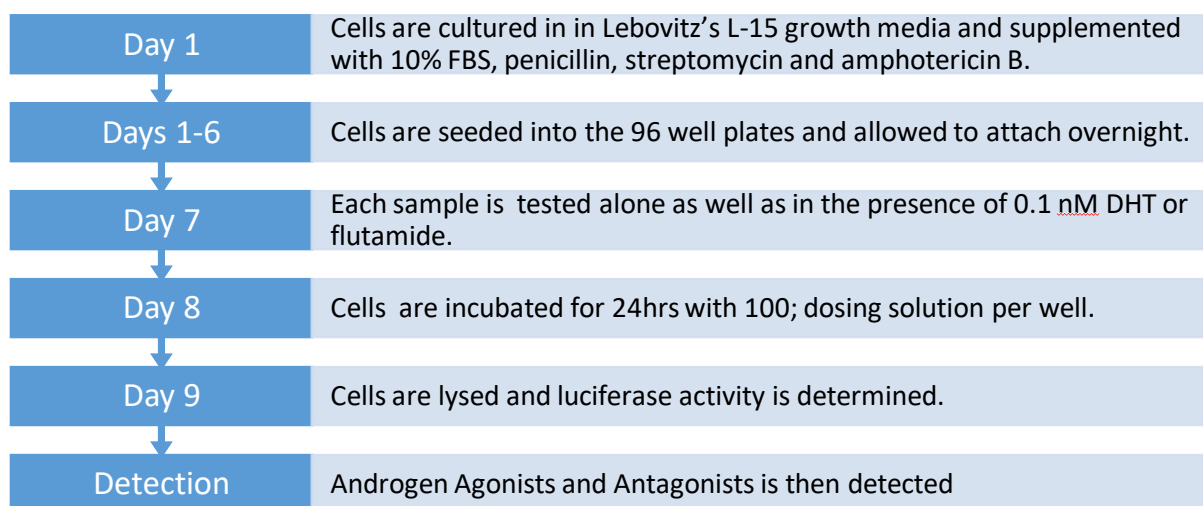 Day 1
Cells are cultured in in Lebovitz's L-15 growth media and supplemented
with 10% FBS, penicillin, streptomycin and amphotericin B.
Days 1-6
Cells are seeded into the 96 well plates and allowed to attach overnight.
Day 7
Each sample is tested alone as well as in the presence of 0.1 nM DHT or
flutamide.
Day 8
Cells are incubated for 24hrs with 100; dosing solution per well.
Day 9
Cells are lysed and luciferase activity is determined.
Detection
Androgen Agonists and Antagonists is then detected